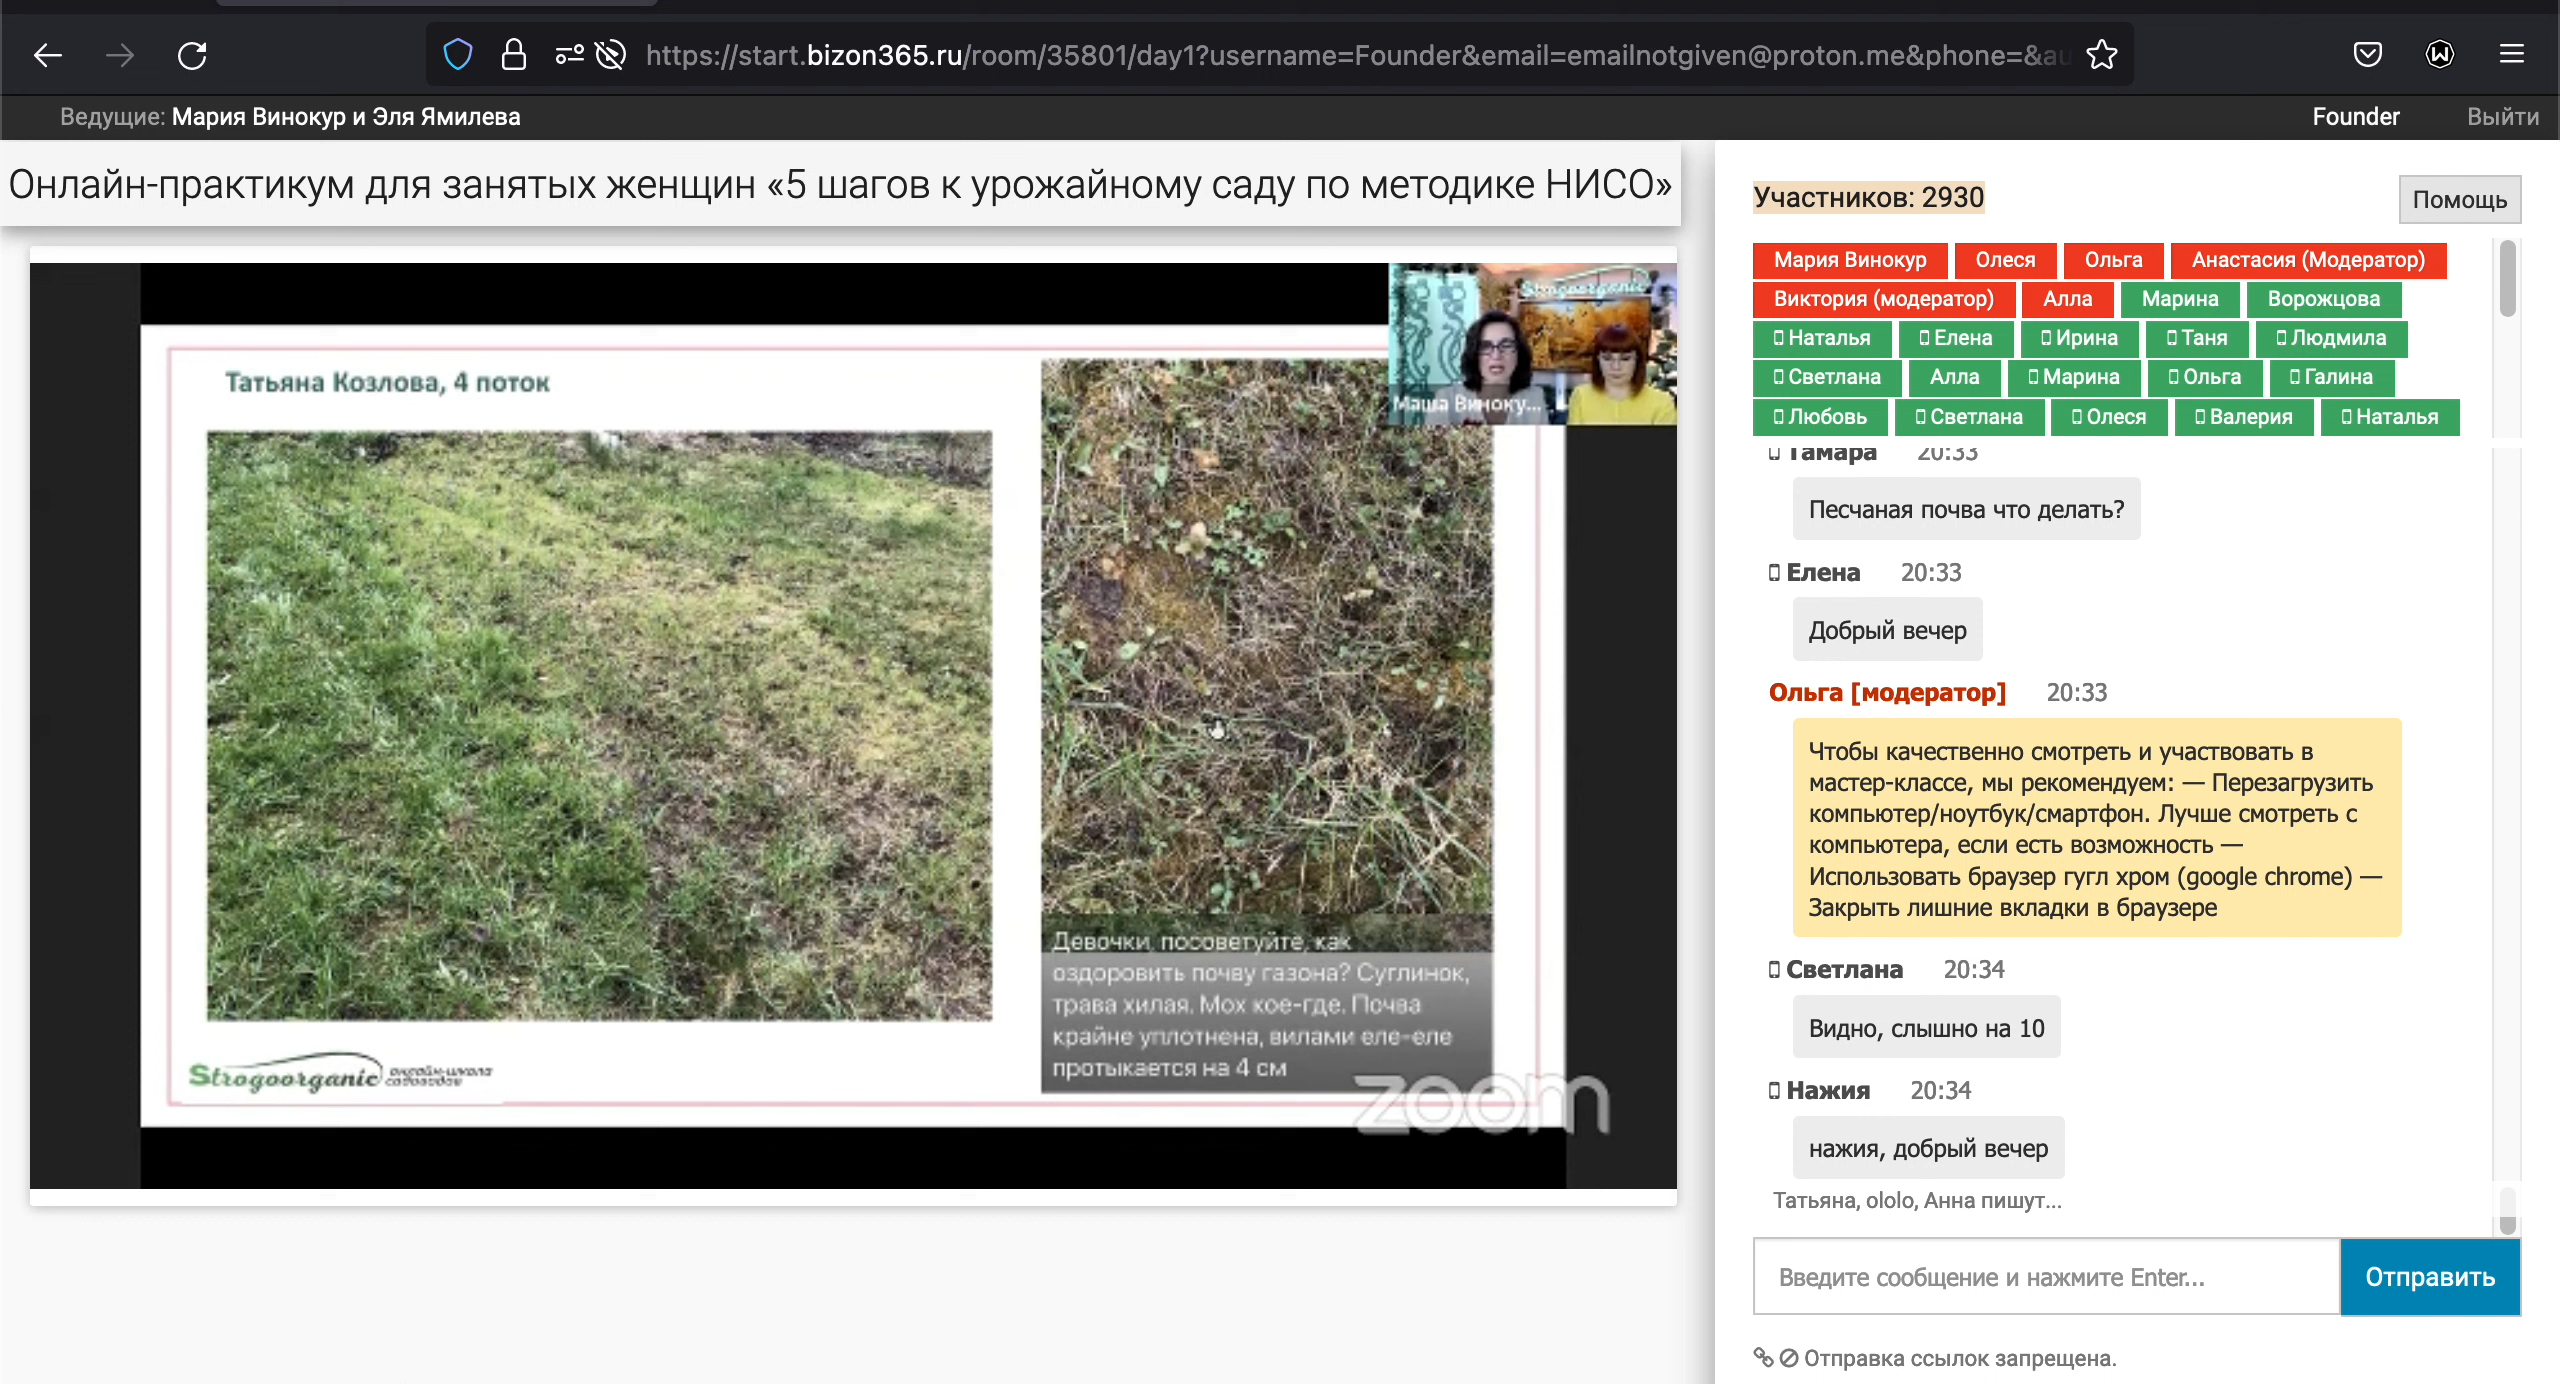 https://start.bizon365.ru/room/35801/day1?username=Founder&email=emailnotgiven@proton.me&phone=&au
Ведущие: Мария Винокур и Эля Ямилева
Founder
Выйти
Онлайн-практикум для занятых женщин «5 шагов к урожайному саду по методике НИСО»
Strogoorganic
Маша Виноку...
Татьяна Козлова, 4 поток
Девочки, посоветуйте, как
оздоровить почву газона? Суглинок,
трава хилая. Мох кое-где. Почва
крайне уплотнена, вилами еле-еле
протыкается на 4 см
Strogoorganic онлайн-школа
садоводов
zoom
Участников: 2930
Помощь
Мария Винокур Олеся Ольга Анастасия (Модератор)
Виктория (модератор) Алла Марина Ворожцова
Наталья Елена Ирина Таня Людмила
Светлана Алла Марина Ольга Галина
Любовь Светлана Олеся Валерия Наталья
Тамара 20:33
Песчаная почва что делать?
Елена 20:33
Добрый вечер
Ольга [модератор] 20:33
Чтобы качественно смотреть и участвовать в
мастер-классе, мы рекомендуем: — Перезагрузить
компьютер/ноутбук/смартфон. Лучше смотреть с
компьютера, если есть возможность —
Использовать браузер гугл хром (google chrome) —
Закрыть лишние вкладки в браузере
Светлана 20:34
Видно, слышно на 10
Нажия 20:34
нажия, добрый вечер
Татьяна, ololo, Анна пишут...
Введите сообщение и нажмите Enter...
Отправить
Отправка ссылок запрещена.